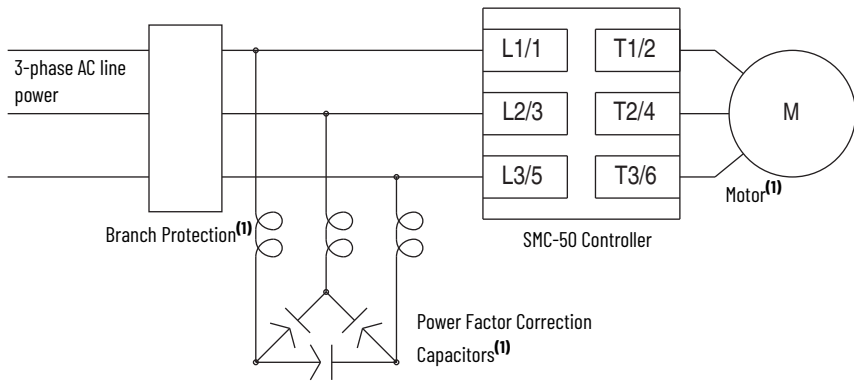 3-phase AC line
power
L1/1
T1/2
L2/3
T2/4
M
L3/5
T3/6
Motor(1)
Branch Protection(1)
SMC-50 Controller
Power Factor Correction
Capacitors(1)